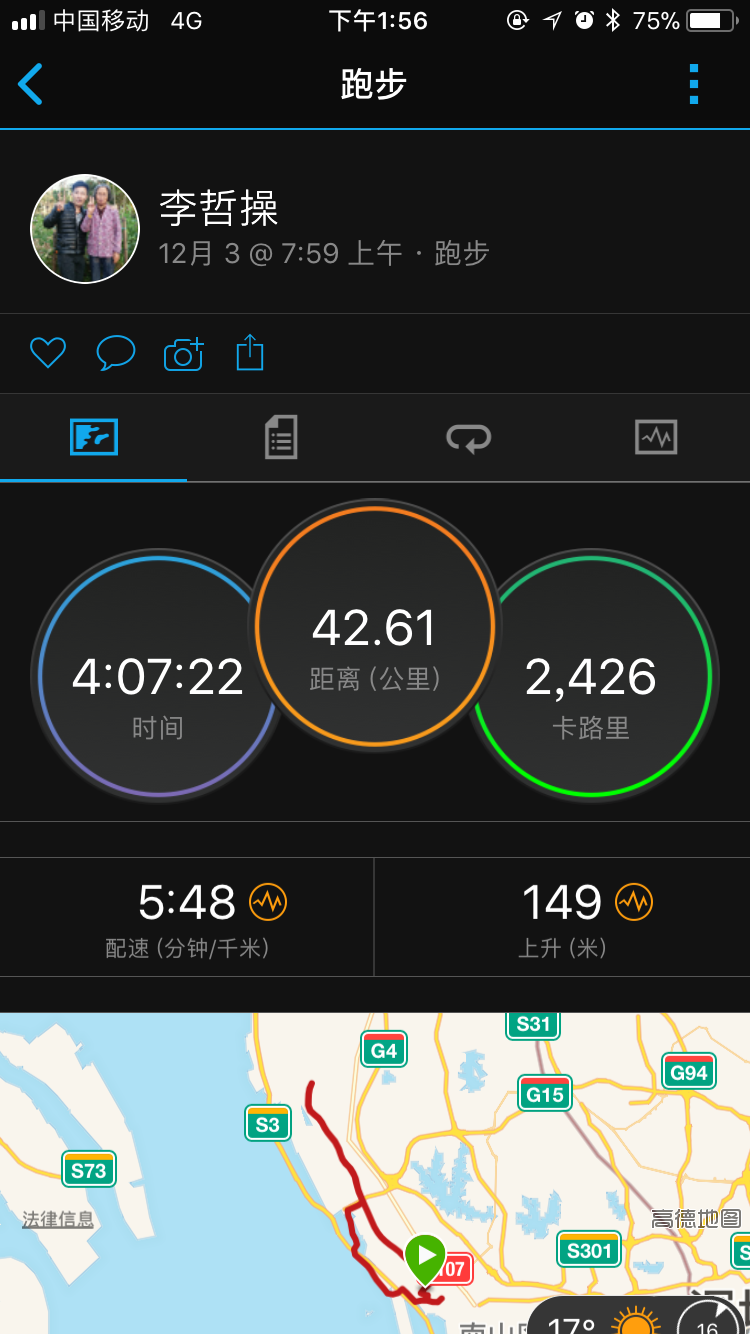 中国移动 4G 下午1:56 75%
跑步
李哲操
12月 3 @ 7:59 上午 · 跑步
42.61
距离 (公里)
4:07:22
时间
2,426
卡路里
5:48
配速 (分钟/千米)
149
上升 (米)
S31
G4
G94
G15
S3
S73
法律信息
高德地图
S301
107
17°
16